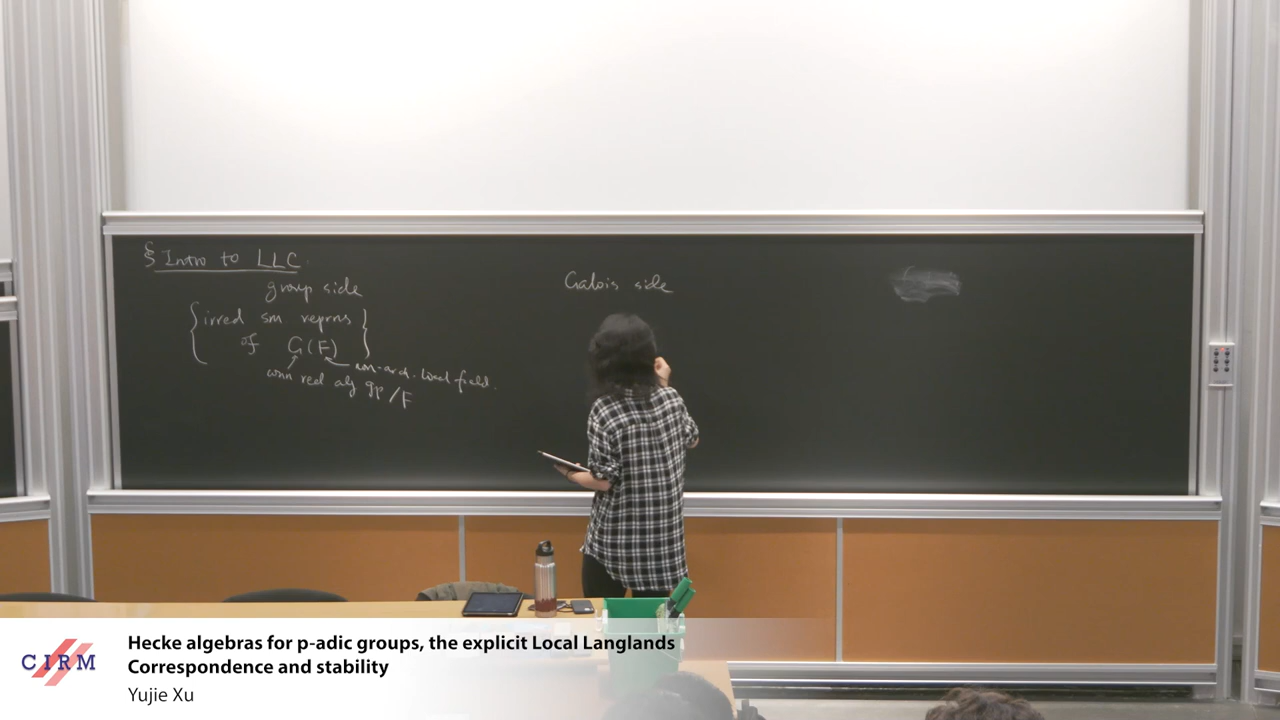 § Intro to LLC.
group side
{irred sm reprns
of G(F)}
non-arch. local field.
conn red alg gp /F
Galois side
CIRM
Hecke algebras for p-adic groups, the explicit Local Langlands
Correspondence and stability
Yujie Xu